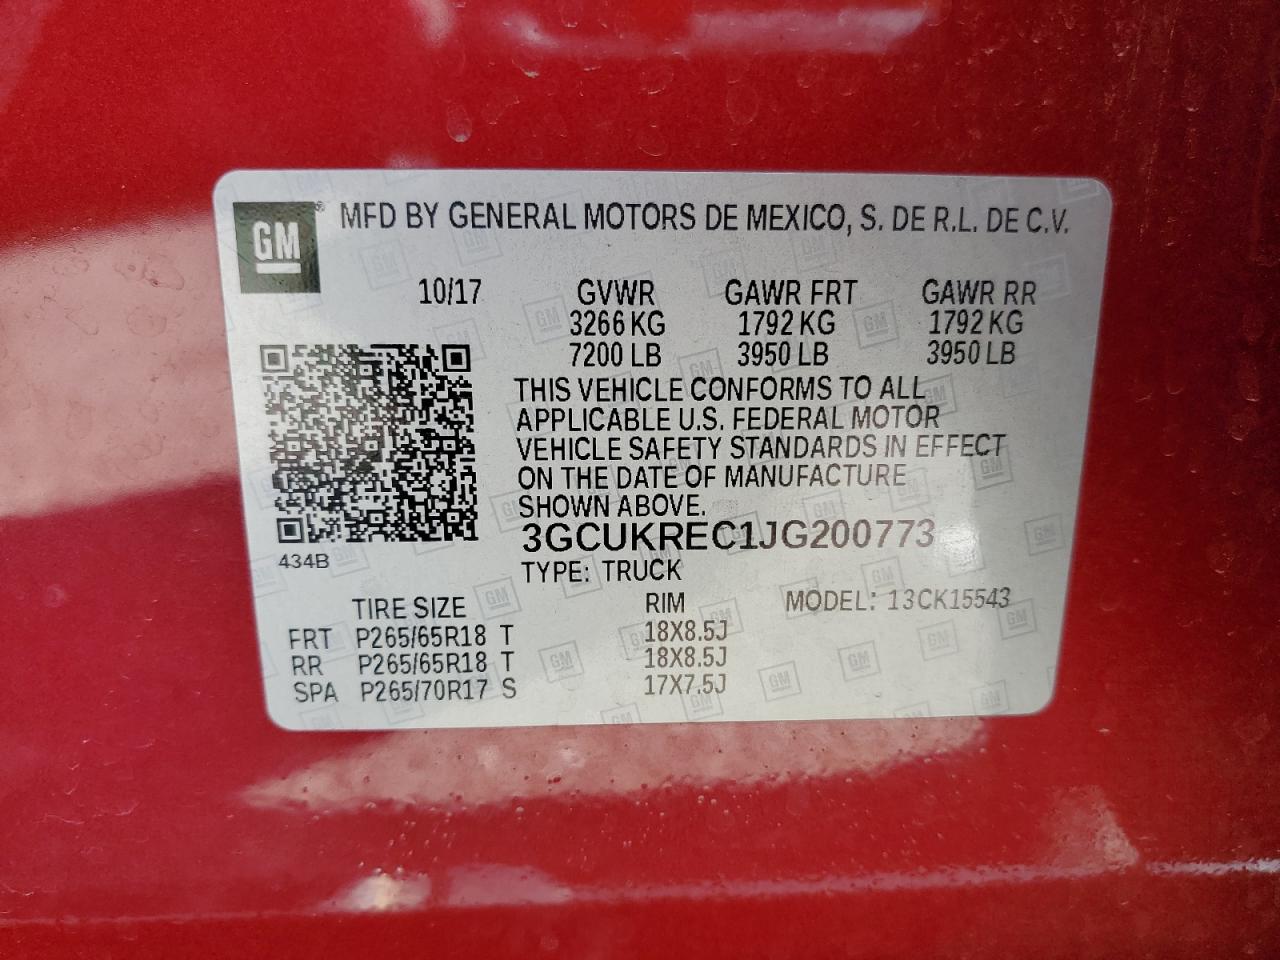 GM® MFD BY GENERAL MOTORS DE MEXICO, S. DE R.L. DE C.V.
10/17 GVWR GAWR FRT GAWR RR
3266 KG 1792 KG 1792 KG
7200 LB 3950 LB 3950 LB
THIS VEHICLE CONFORMS TO ALL
APPLICABLE U.S. FEDERAL MOTOR
VEHICLE SAFETY STANDARDS IN EFFECT
ON THE DATE OF MANUFACTURE
SHOWN ABOVE.
3GCUKREC1JG200773
434B
TYPE: TRUCK
TIRE SIZE RIM MODEL: 13CK15543
FRT P265/65R18 T 18X8.5J
RR P265/65R18 T 18X8.5J
SPA P265/70R17 S 17X7.5J